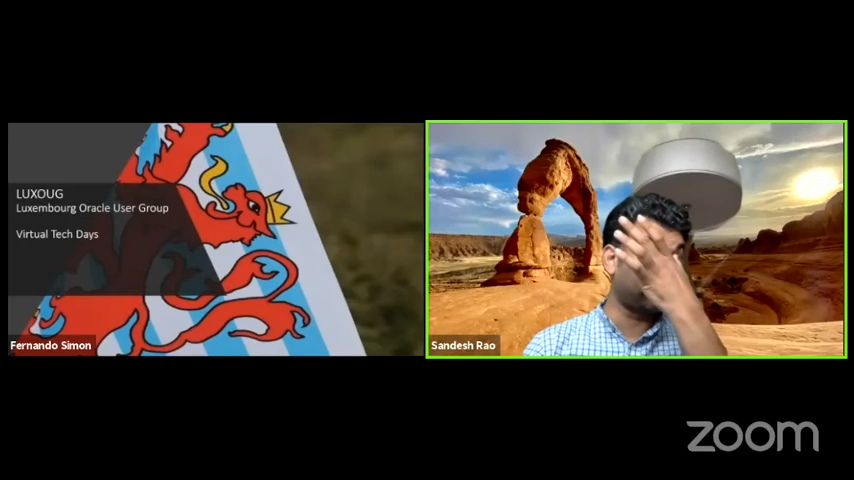 LUXOUG
Luxembourg Oracle User Group
Virtual Tech Days
Fernando Simon
Sandesh Rao
zoom